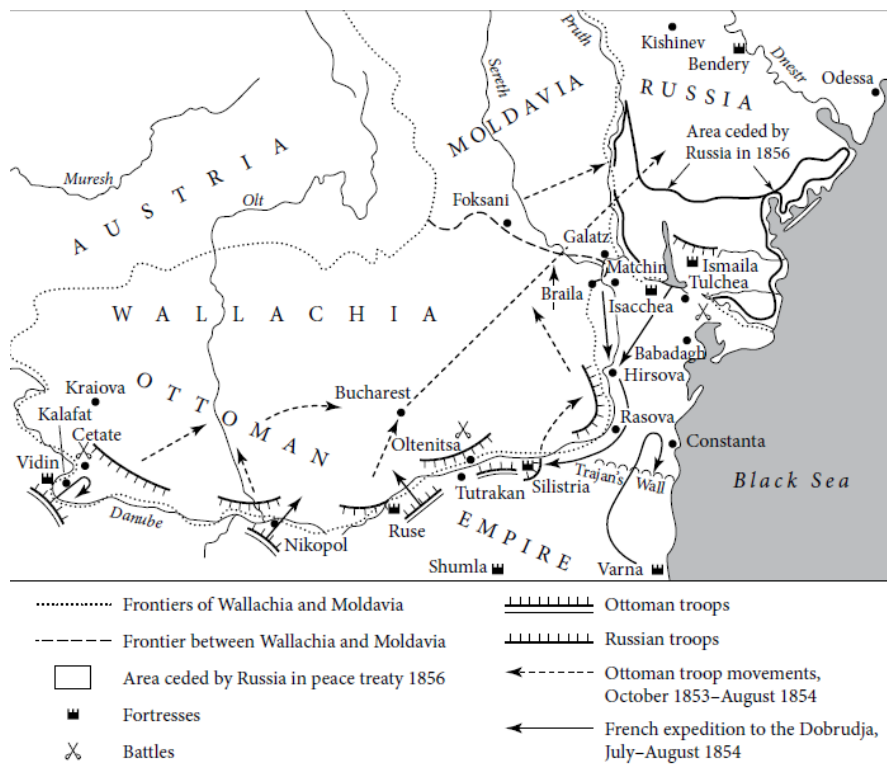 Pruth
Kishinev
Bendery
Dnestr
Odessa
Sereth
MOLDAVIA
RUSSIA
Area ceded by
Russia in 1856
AUSTRIA
Muresh
Olt
Foksani
Galatz
Matchin
Ismaila
Tulchea
Braila
Isacchea
WALLACHIA
Babadagh
Hirsova
OTTOMAN
Kraiova
Bucharest
Kalafat
Cetate
Oltenitsa
Rasova
Constanta
Vidin
Tutrakan
Silistria
Trajan's
Wall
Black Sea
Danube
Nikopol
Ruse
EMPIRE
Shumla
Varna
Frontiers of Wallachia and Moldavia
Frontier between Wallachia and Moldavia
Area ceded by Russia in peace treaty 1856
Fortresses
Battles
Ottoman troops
Russian troops
Ottoman troop movements,
October 1853–August 1854
French expedition to the Dobrudja,
July–August 1854